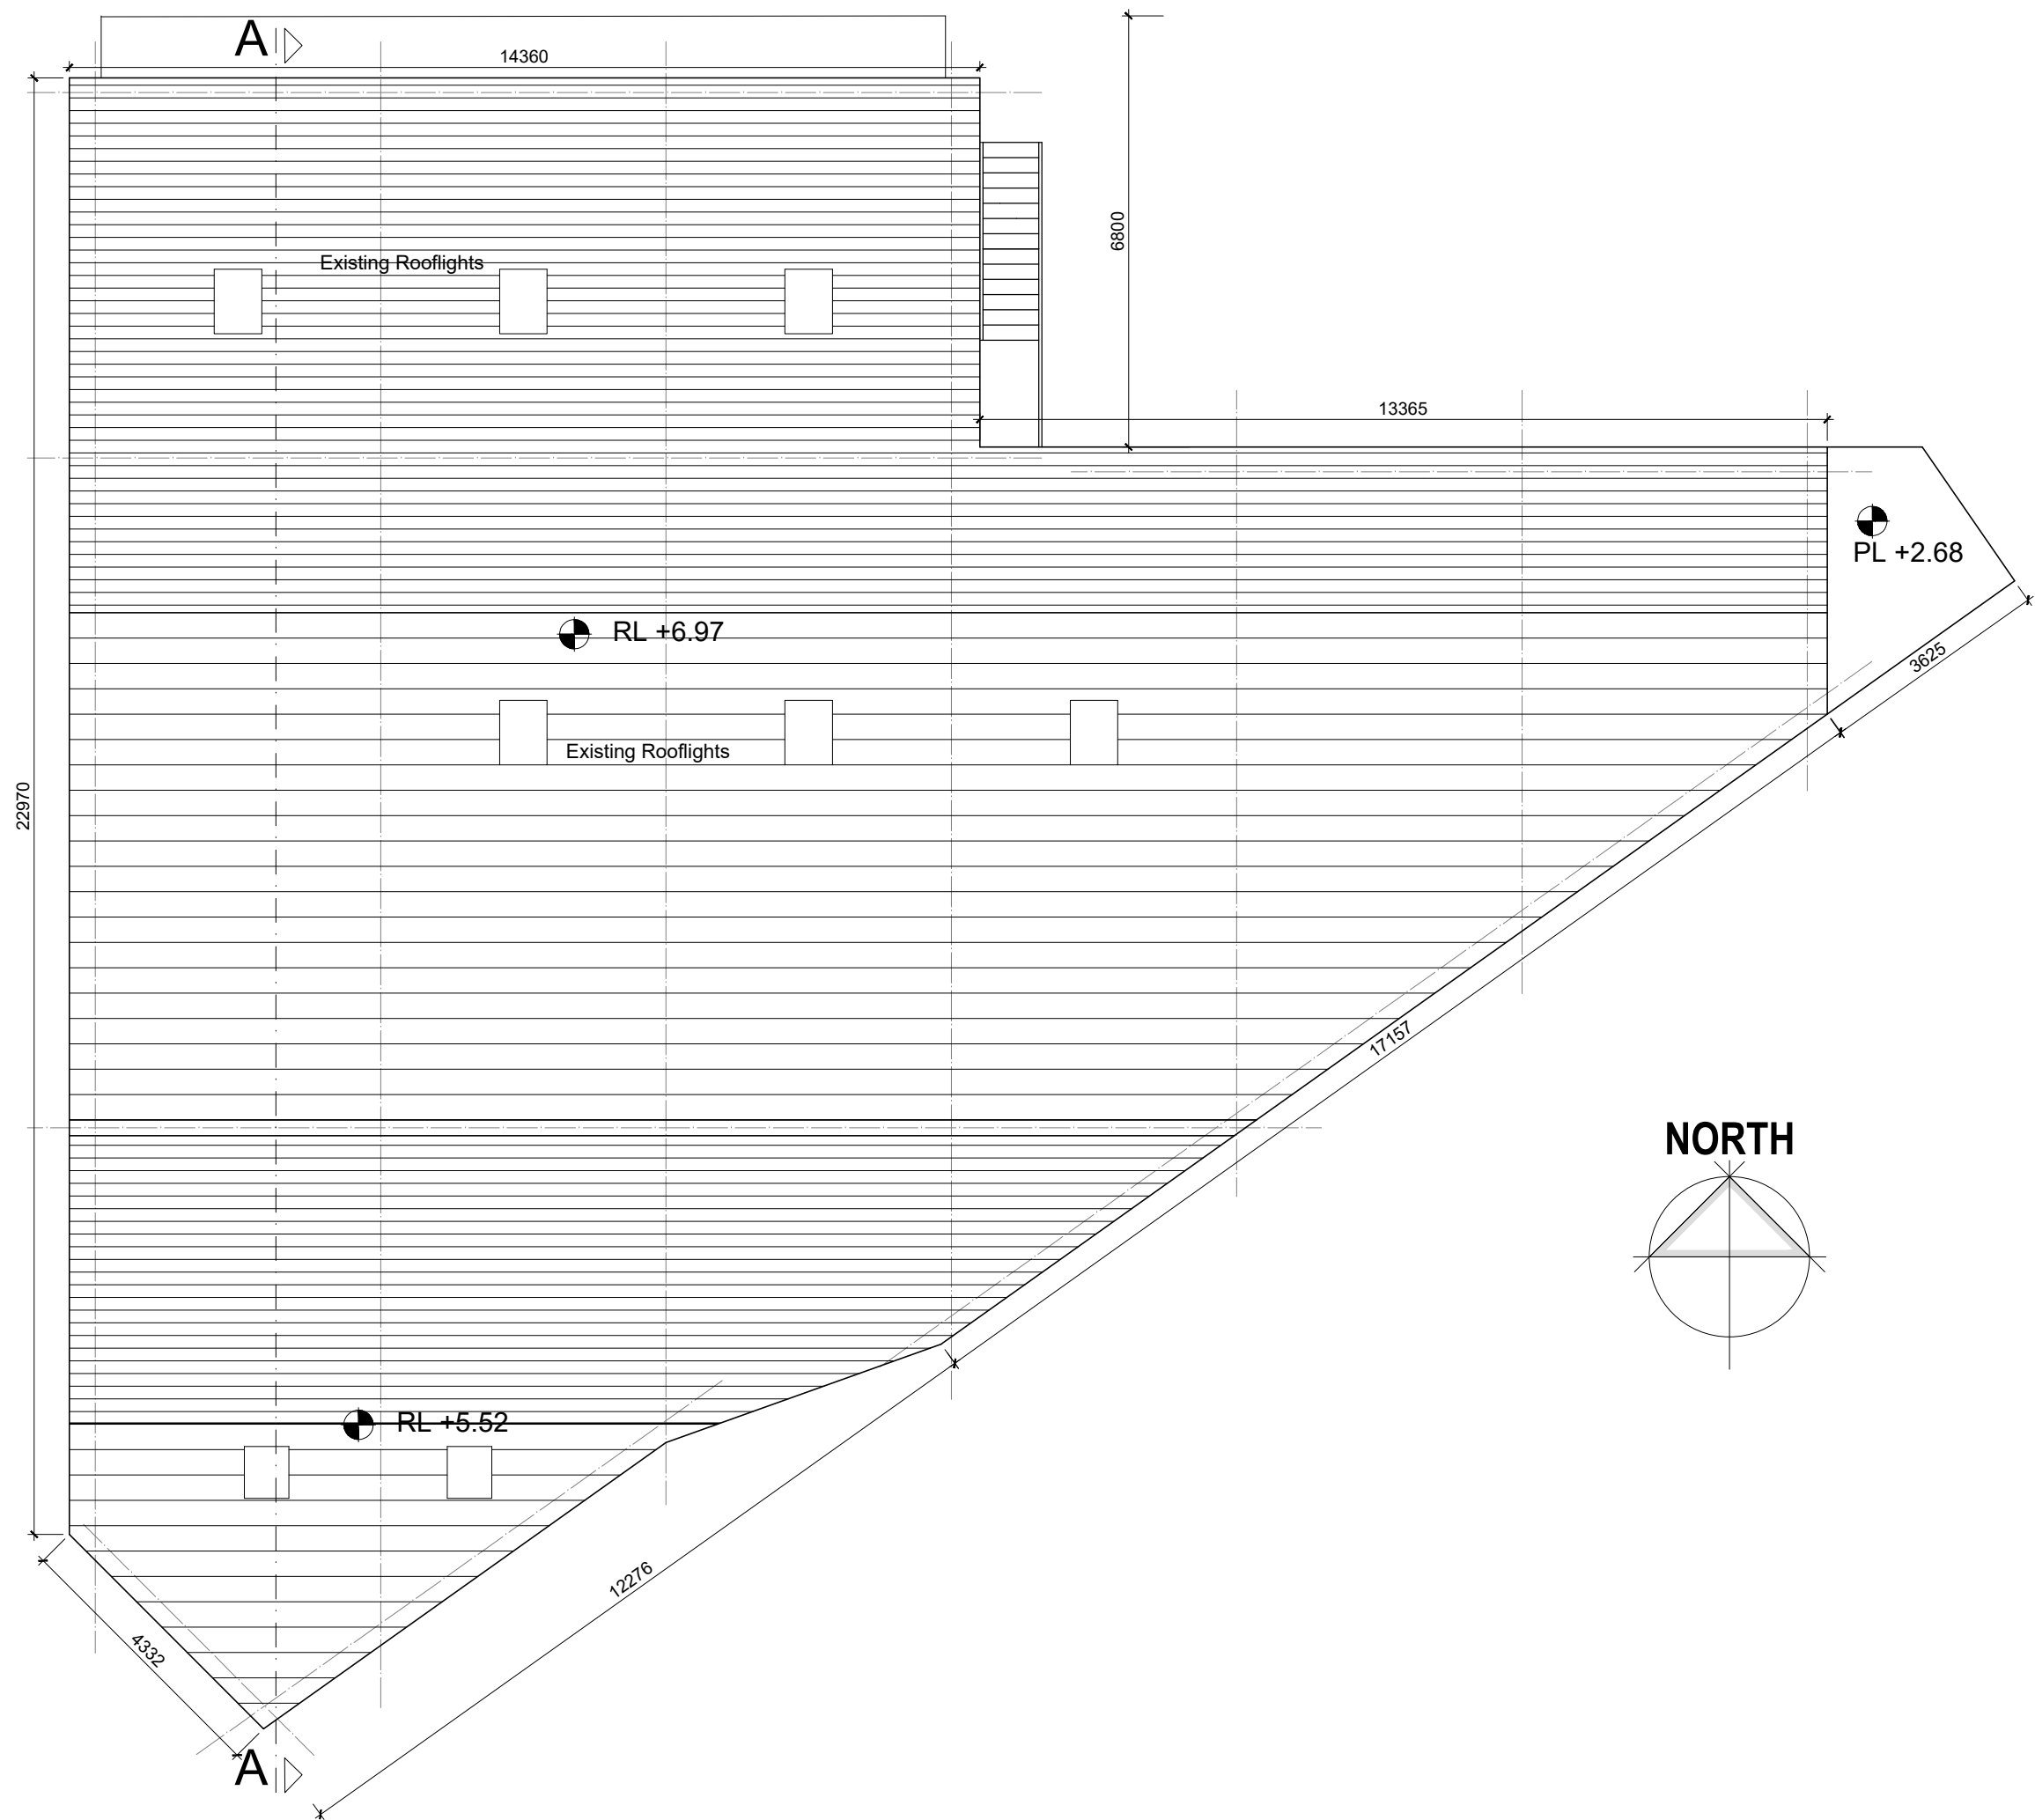 A
14360
6800
Existing Rooflights
13365
PL +2.68
RL +6.97
3625
Existing Rooflights
22970
17157
NORTH
RL +5.52
12276
4332
A